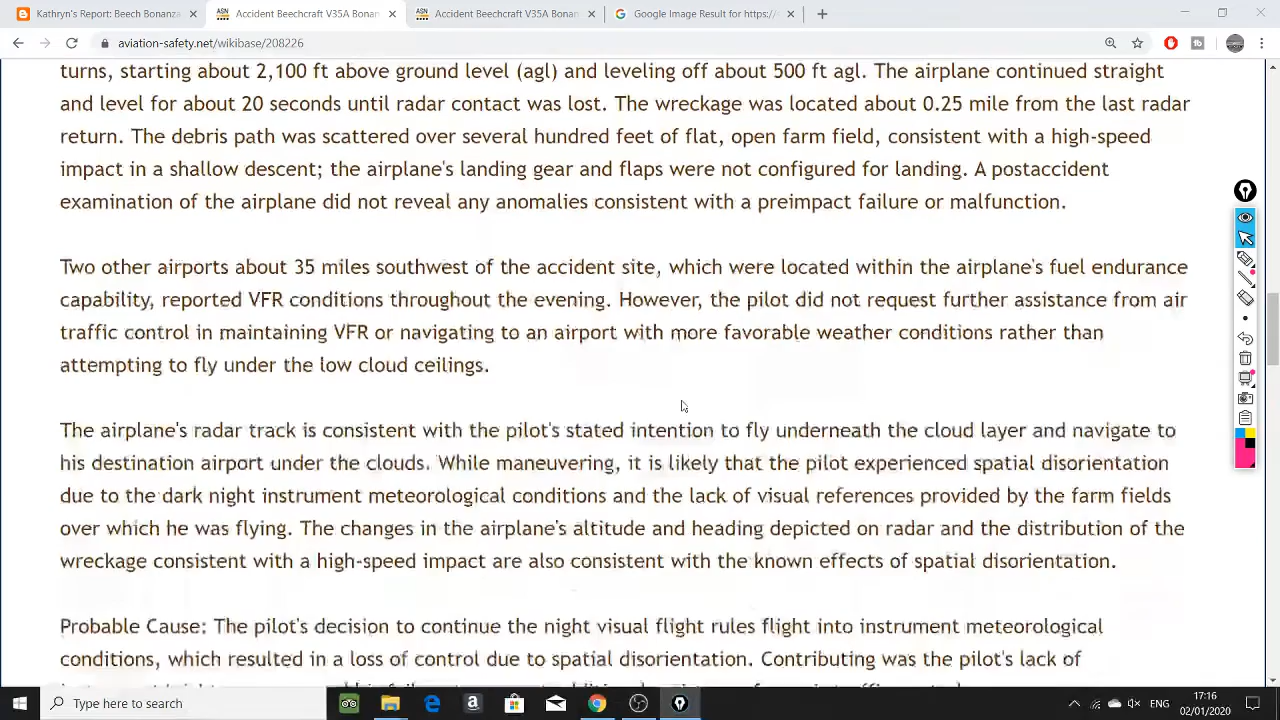 Kathryn's Report: Beech Bonanza
Accident Beechcraft V35A Bonan
Accident Beechcraft V35A Bonan
Google Image Result for https://
aviation-safety.net/wikibase/208226
turns, starting about 2,100 ft above ground level (agl) and leveling off about 500 ft agl. The airplane continued straight
and level for about 20 seconds until radar contact was lost. The wreckage was located about 0.25 mile from the last radar
return. The debris path was scattered over several hundred feet of flat, open farm field, consistent with a high-speed
impact in a shallow descent; the airplane's landing gear and flaps were not configured for landing. A postaccident
examination of the airplane did not reveal any anomalies consistent with a preimpact failure or malfunction.
Two other airports about 35 miles southwest of the accident site, which were located within the airplane's fuel endurance
capability, reported VFR conditions throughout the evening. However, the pilot did not request further assistance from air
traffic control in maintaining VFR or navigating to an airport with more favorable weather conditions rather than
attempting to fly under the low cloud ceilings.
The airplane's radar track is consistent with the pilot's stated intention to fly underneath the cloud layer and navigate to
his destination airport under the clouds. While maneuvering, it is likely that the pilot experienced spatial disorientation
due to the dark night instrument meteorological conditions and the lack of visual references provided by the farm fields
over which he was flying. The changes in the airplane's altitude and heading depicted on radar and the distribution of the
wreckage consistent with a high-speed impact are also consistent with the known effects of spatial disorientation.
Probable Cause: The pilot's decision to continue the night visual flight rules flight into instrument meteorological
conditions, which resulted in a loss of control due to spatial disorientation. Contributing was the pilot's lack of
Type here to search
ENG
17:16
02/01/2020